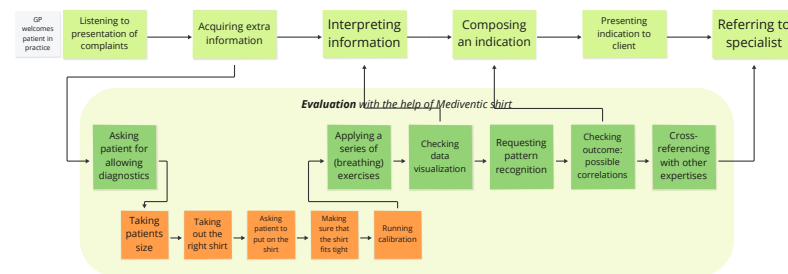 GP
welcomes
patient in
practice
Listening to
presentation of
complaints
Acquiring extra
information
Interpreting
information
Composing
an indication
Presenting
indication to
client
Referring to
specialist
Evaluation with the help of Mediventic shirt
Asking
patient for
allowing
diagnostics
Applying a
series of
(breathing)
exercises
Checking
data
visualization
Requesting
pattern
recognition
Checking
outcome:
possible
correlations
Cross-
referencing
with other
expertises
Taking
patients
size
Taking
out the
right shirt
Asking
patient to
put on the
shirt
Making
sure that
the shirt
fits tight
Running
calibration